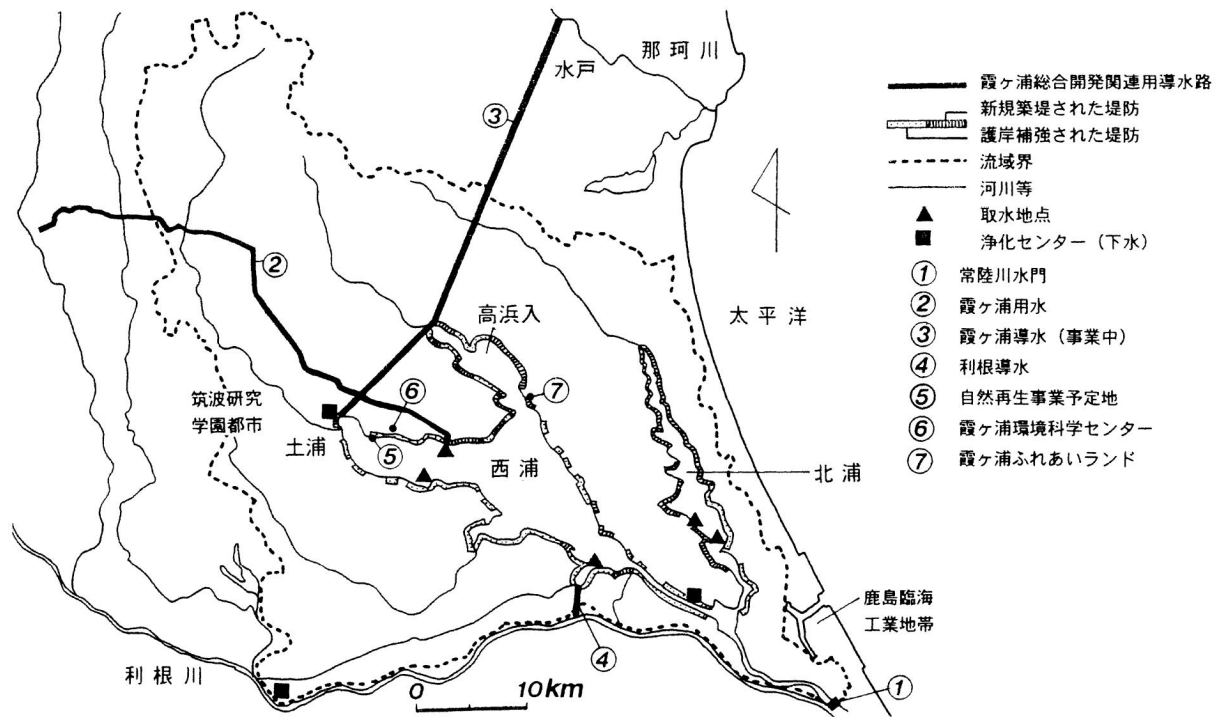 那珂川
水戸
③
②
高浜入
太平洋
筑波研究
学園都市
⑥
⑦
土浦
⑤
西浦
北浦
鹿島臨海
工業地帯
④
利根川
0 10km
①
霞ヶ浦総合開発関連用導水路
新規築堤された堤防
護岸補強された堤防
流域界
河川等
取水地点
浄化センター（下水）
① 常陸川水門
② 霞ヶ浦用水
③ 霞ヶ浦導水（事業中）
④ 利根導水
⑤ 自然再生事業予定地
⑥ 霞ヶ浦環境科学センター
⑦ 霞ヶ浦ふれあいランド